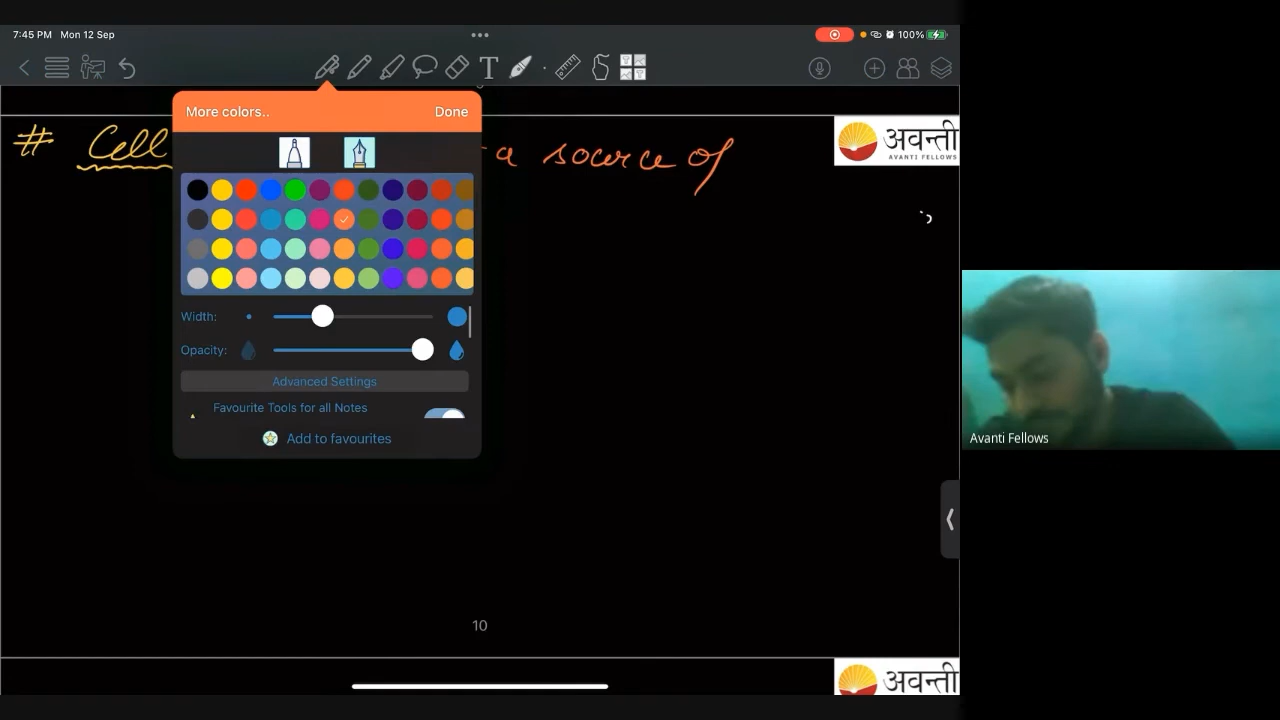 7:45 PM Mon 12 Sep
100%
T
More colors.. Done
# Cell a source of
अवन्ती
AVANTI FELLOWS
Width:
Opacity:
Advanced Settings
Favourite Tools for all Notes
Add to favourites
Avanti Fellows
10
अवन्ती